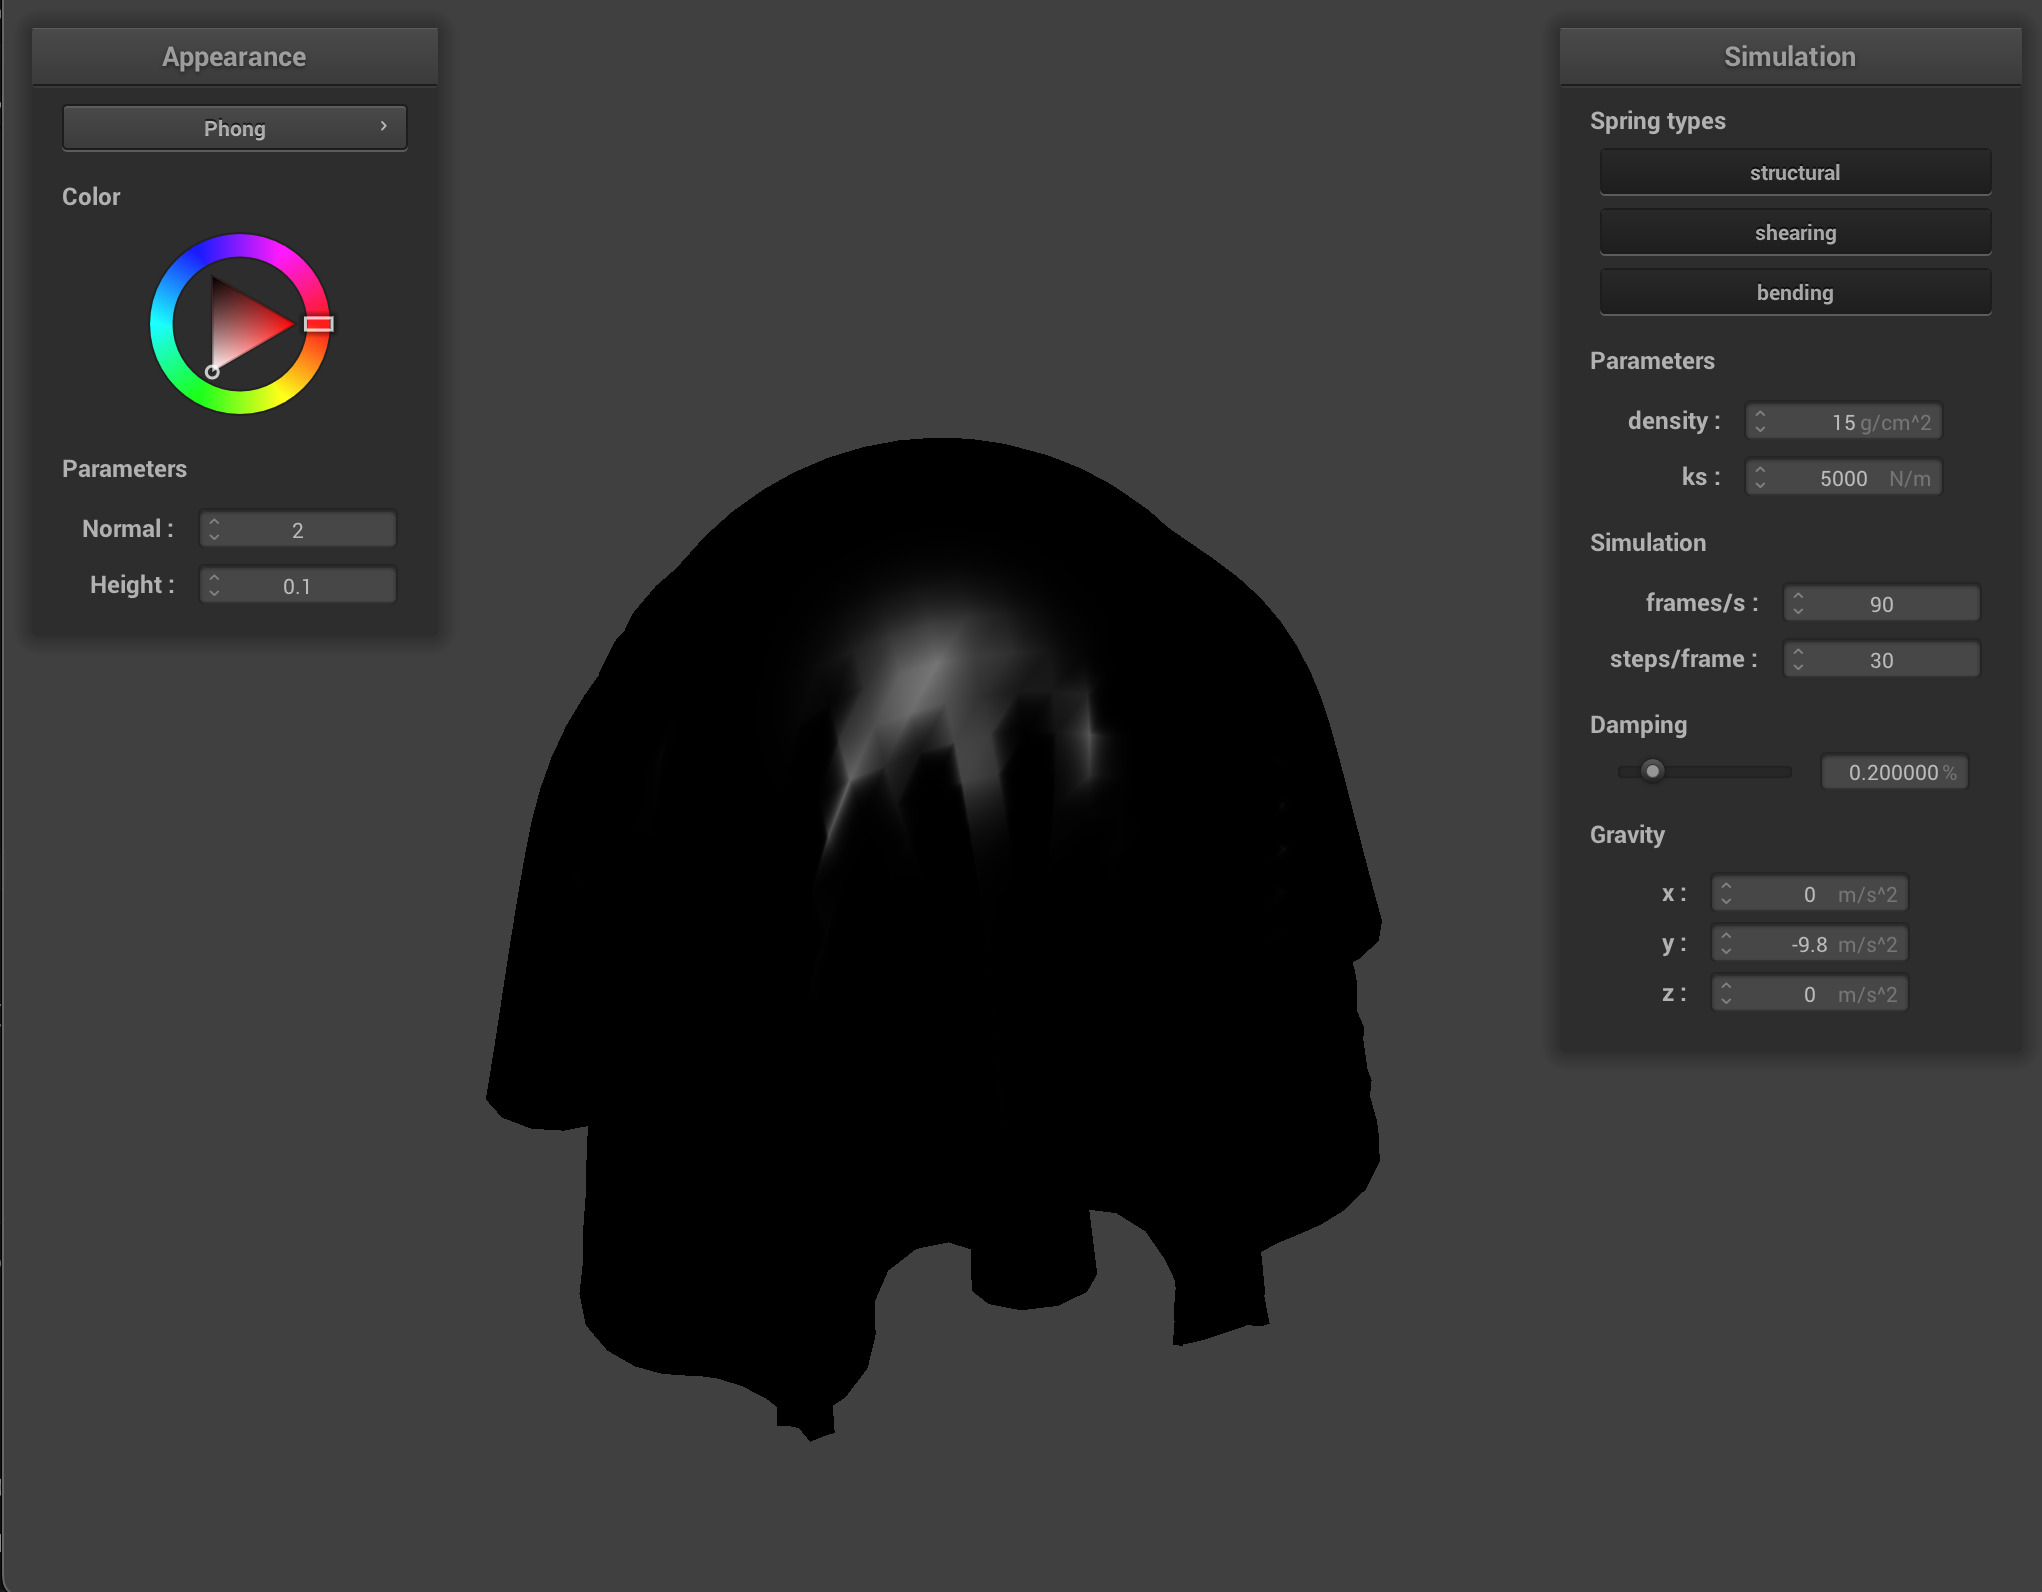 Appearance
Phong
Color
Parameters
Normal : 2
Height : 0.1
Simulation
Spring types
structural
shearing
bending
Parameters
density : 15 g/cm^2
ks : 5000 N/m
Simulation
frames/s : 90
steps/frame : 30
Damping
0.200000 %
Gravity
x : 0 m/s^2
y : -9.8 m/s^2
z : 0 m/s^2